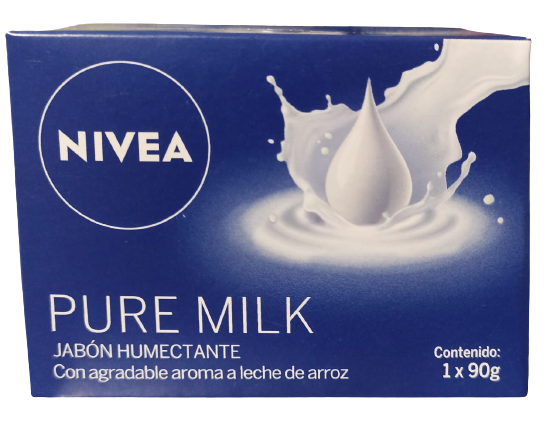 NIVEA
PURE MILK
JABÓN HUMECTANTE
Con agradable aroma a leche de arroz
Contenido:
1 x 90g